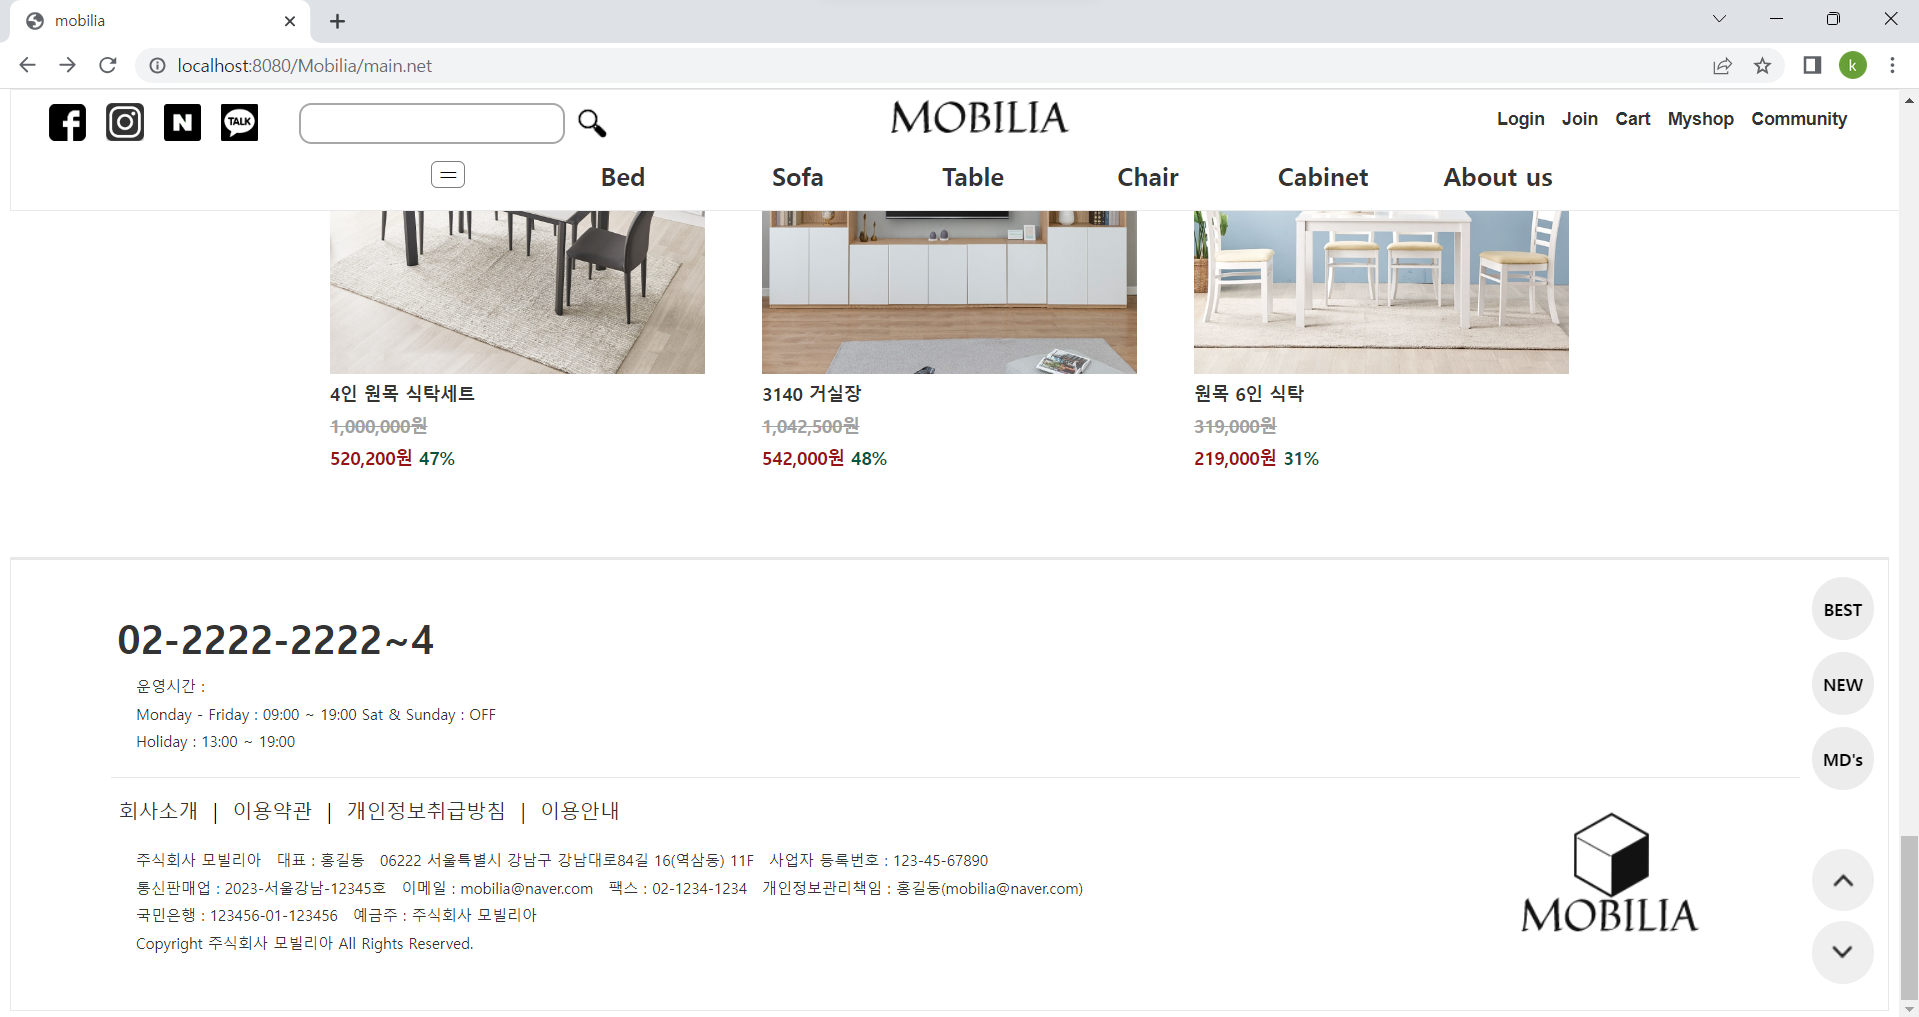 mobilia
localhost:8080/Mobilia/main.net
k
N
TALK
MOBILIA
Login Join Cart Myshop Community
Bed Sofa Table Chair Cabinet About us
4인 원목 식탁세트
1,000,000원
520,200원 47%
3140 거실장
1,042,500원
542,000원 48%
원목 6인 식탁
319,000원
219,000원 31%
BEST
NEW
MD's
02-2222-2222~4
운영시간 :
Monday - Friday : 09:00 ~ 19:00 Sat & Sunday : OFF
Holiday : 13:00 ~ 19:00
회사소개 | 이용약관 | 개인정보취급방침 | 이용안내
주식회사 모빌리아 대표 : 홍길동 06222 서울특별시 강남구 강남대로84길 16(역삼동) 11F 사업자 등록번호 : 123-45-67890
통신판매업 : 2023-서울강남-12345호 이메일 : mobilia@naver.com 팩스 : 02-1234-1234 개인정보관리책임 : 홍길동(mobilia@naver.com)
국민은행 : 123456-01-123456 예금주 : 주식회사 모빌리아
Copyright 주식회사 모빌리아 All Rights Reserved.
MOBILIA